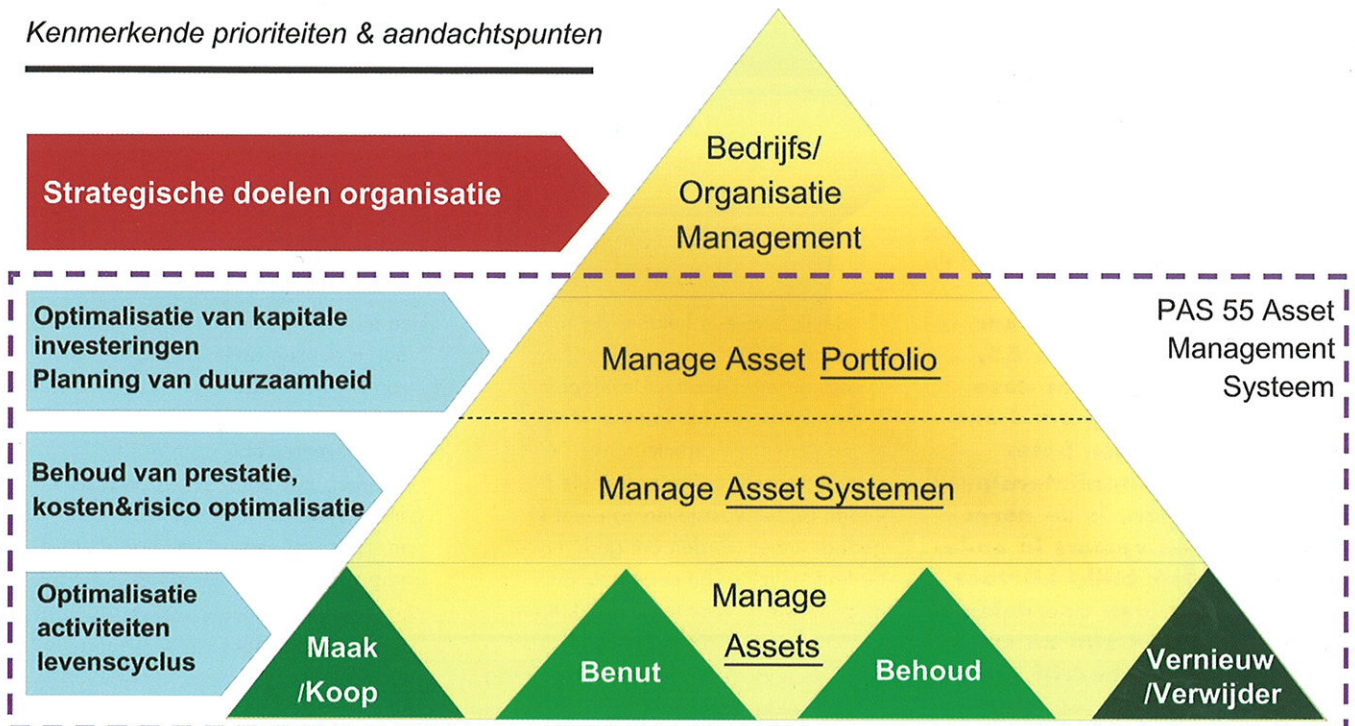 Kenmerkende prioriteiten & aandachtspunten
Strategische doelen organisatie
Bedrijfs/
Organisatie
Management
Optimalisatie van kapitale
investeringen
Planning van duurzaamheid
Manage Asset Portfolio
PAS 55 Asset
Management
Systeem
Behoud van prestatie,
kosten&risico optimalisatie
Manage Asset Systemen
Optimalisatie
activiteiten
levenscyclus
Manage
Assets
Maak
/Koop
Benut
Behoud
Vernieuw
/Verwijder